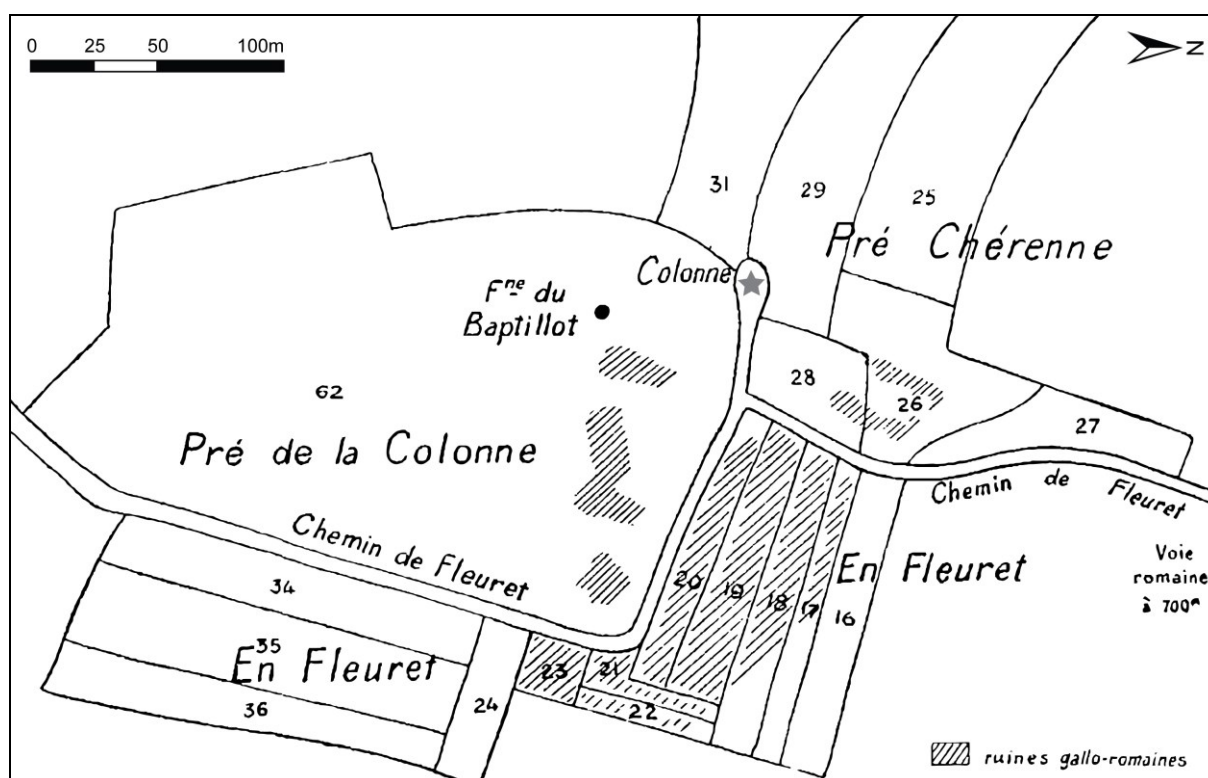 0 25 50 100m
N
31
29
25
Pré Chérenne
Colonne
Fne du
Baptillot
28
26
27
62
Pré de la Colonne
Chemin de Fleuret
Chemin de Fleuret
En Fleuret
Voie
romaine
à 700m
20
19
18
17
16
34
35
En Fleuret
36
24
23
21
22
ruines gallo-romaines